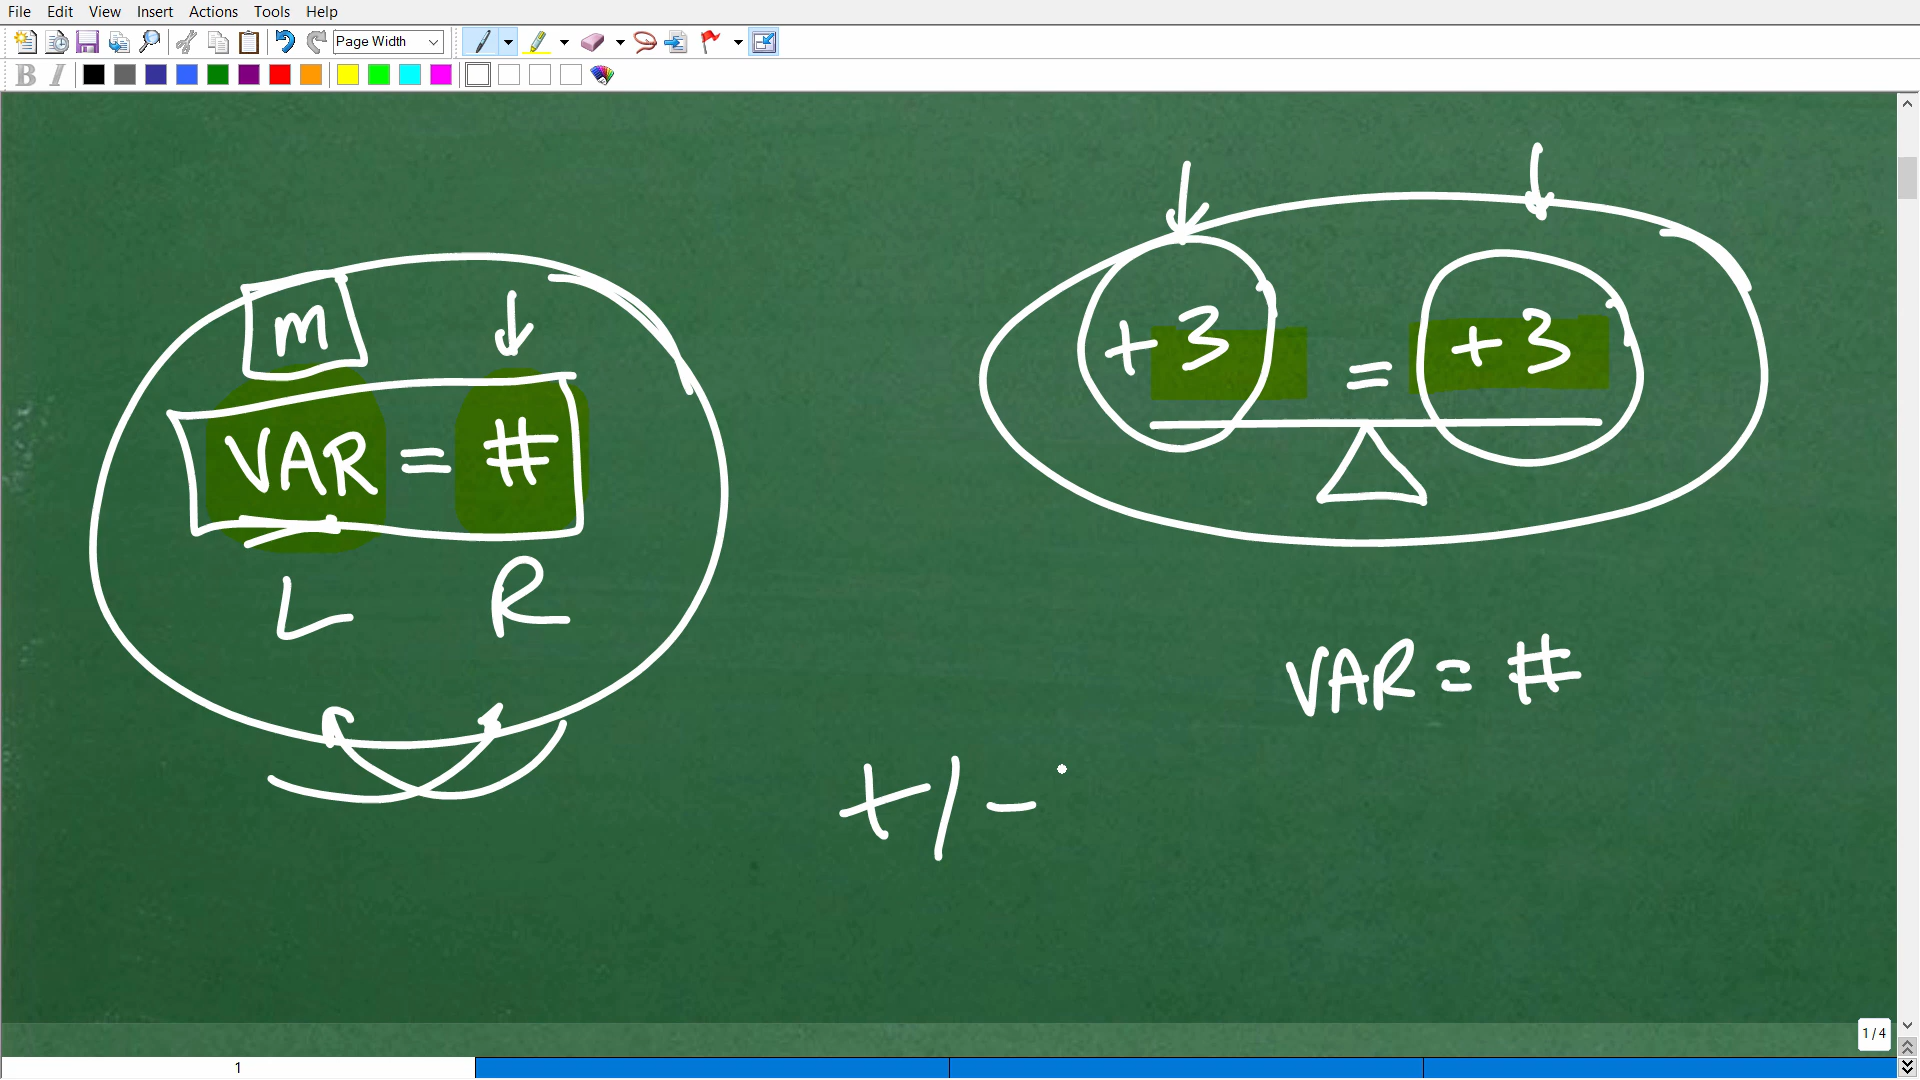 File Edit View Insert Actions Tools Help
Page Width
B I
m
VAR = #
L R
+3 = +3
VAR = #
+/-
1/4
1